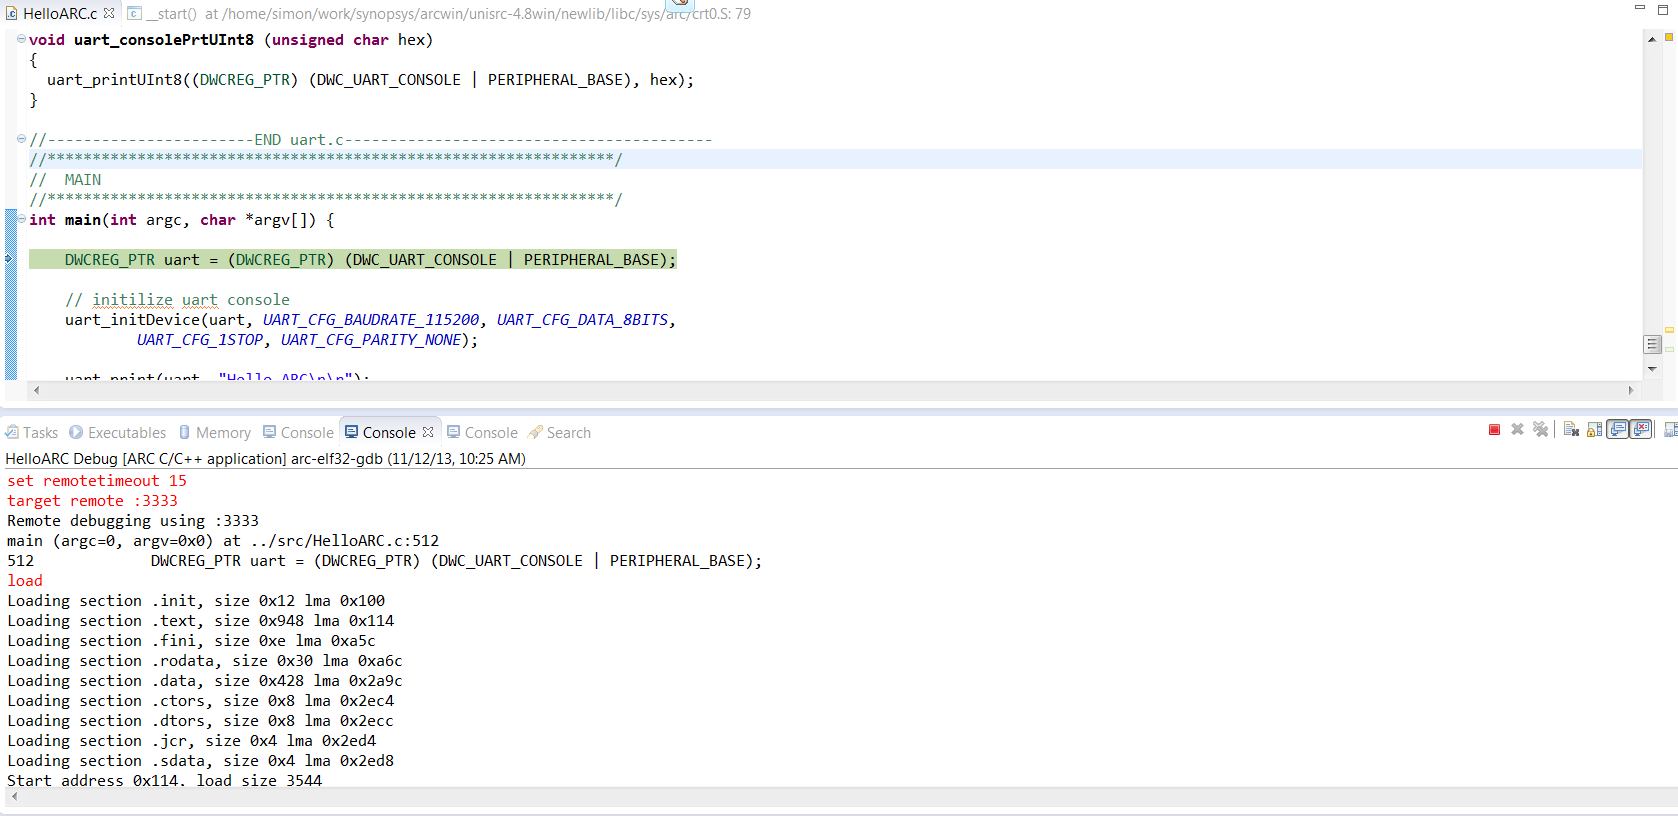 HelloARC.c __start() at /home/simon/work/synopsys/arcwin/unisrc-4.8win/newlib/libc/sys/arc/crt0.S: 79
void uart_consolePrtUInt8 (unsigned char hex)
{
uart_printUInt8((DWCREG_PTR) (DWC_UART_CONSOLE | PERIPHERAL_BASE), hex);
}
//-----------------------END uart.c-----------------------------------------
//***************************************************************/
// MAIN
//***************************************************************/
int main(int argc, char *argv[]) {
DWCREG_PTR uart = (DWCREG_PTR) (DWC_UART_CONSOLE | PERIPHERAL_BASE);
// initilize uart console
uart_initDevice(uart, UART_CFG_BAUDRATE_115200, UART_CFG_DATA_8BITS,
UART_CFG_1STOP, UART_CFG_PARITY_NONE);
uart_print(uart, "Hello ARC\n\r");
Tasks Executables Memory Console Console Console Search
HelloARC Debug [ARC C/C++ application] arc-elf32-gdb (11/12/13, 10:25 AM)
set remotetimeout 15
target remote :3333
Remote debugging using :3333
main (argc=0, argv=0x0) at ../src/HelloARC.c:512
512 DWCREG_PTR uart = (DWCREG_PTR) (DWC_UART_CONSOLE | PERIPHERAL_BASE);
load
Loading section .init, size 0x12 lma 0x100
Loading section .text, size 0x948 lma 0x114
Loading section .fini, size 0xe lma 0xa5c
Loading section .rodata, size 0x30 lma 0xa6c
Loading section .data, size 0x428 lma 0x2a9c
Loading section .ctors, size 0x8 lma 0x2ec4
Loading section .dtors, size 0x8 lma 0x2ecc
Loading section .jcr, size 0x4 lma 0x2ed4
Loading section .sdata, size 0x4 lma 0x2ed8
Start address 0x114, load size 3544